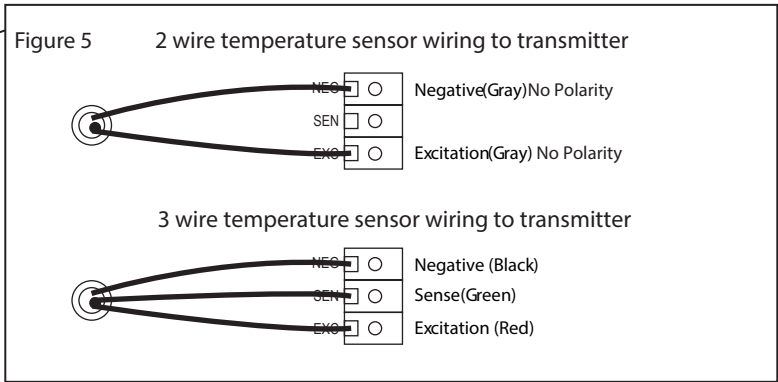 Figure 5 2 wire temperature sensor wiring to transmitter
NEG Negative(Gray)No Polarity
SEN
EXC Excitation(Gray) No Polarity
3 wire temperature sensor wiring to transmitter
NEG Negative (Black)
SEN Sense(Green)
EXC Excitation (Red)